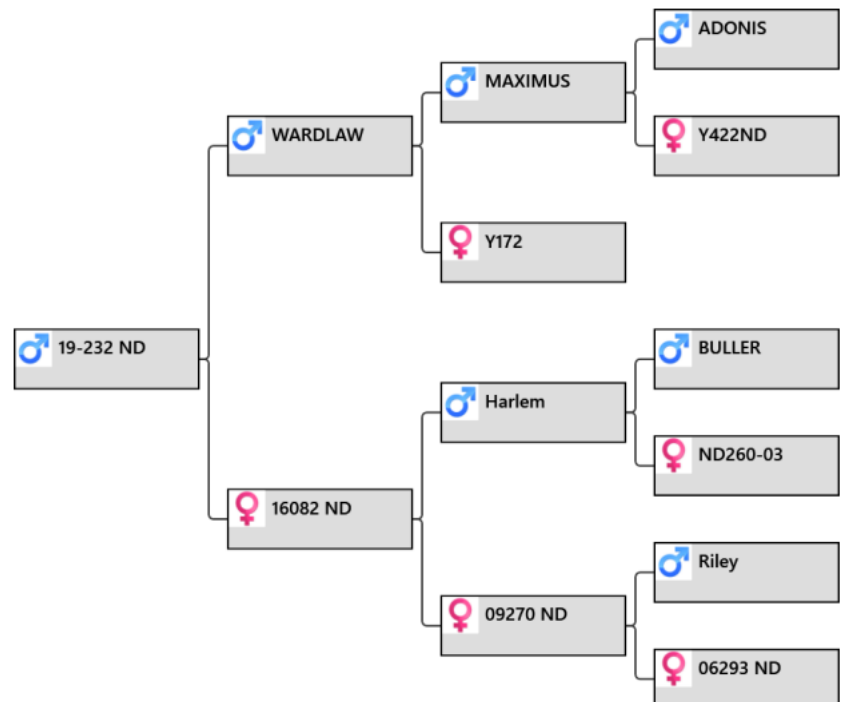 ADONIS
MAXIMUS
WARDLAW
Y422ND
Y172
19-232 ND
BULLER
Harlem
ND260-03
16082 ND
Riley
09270 ND
06293 ND